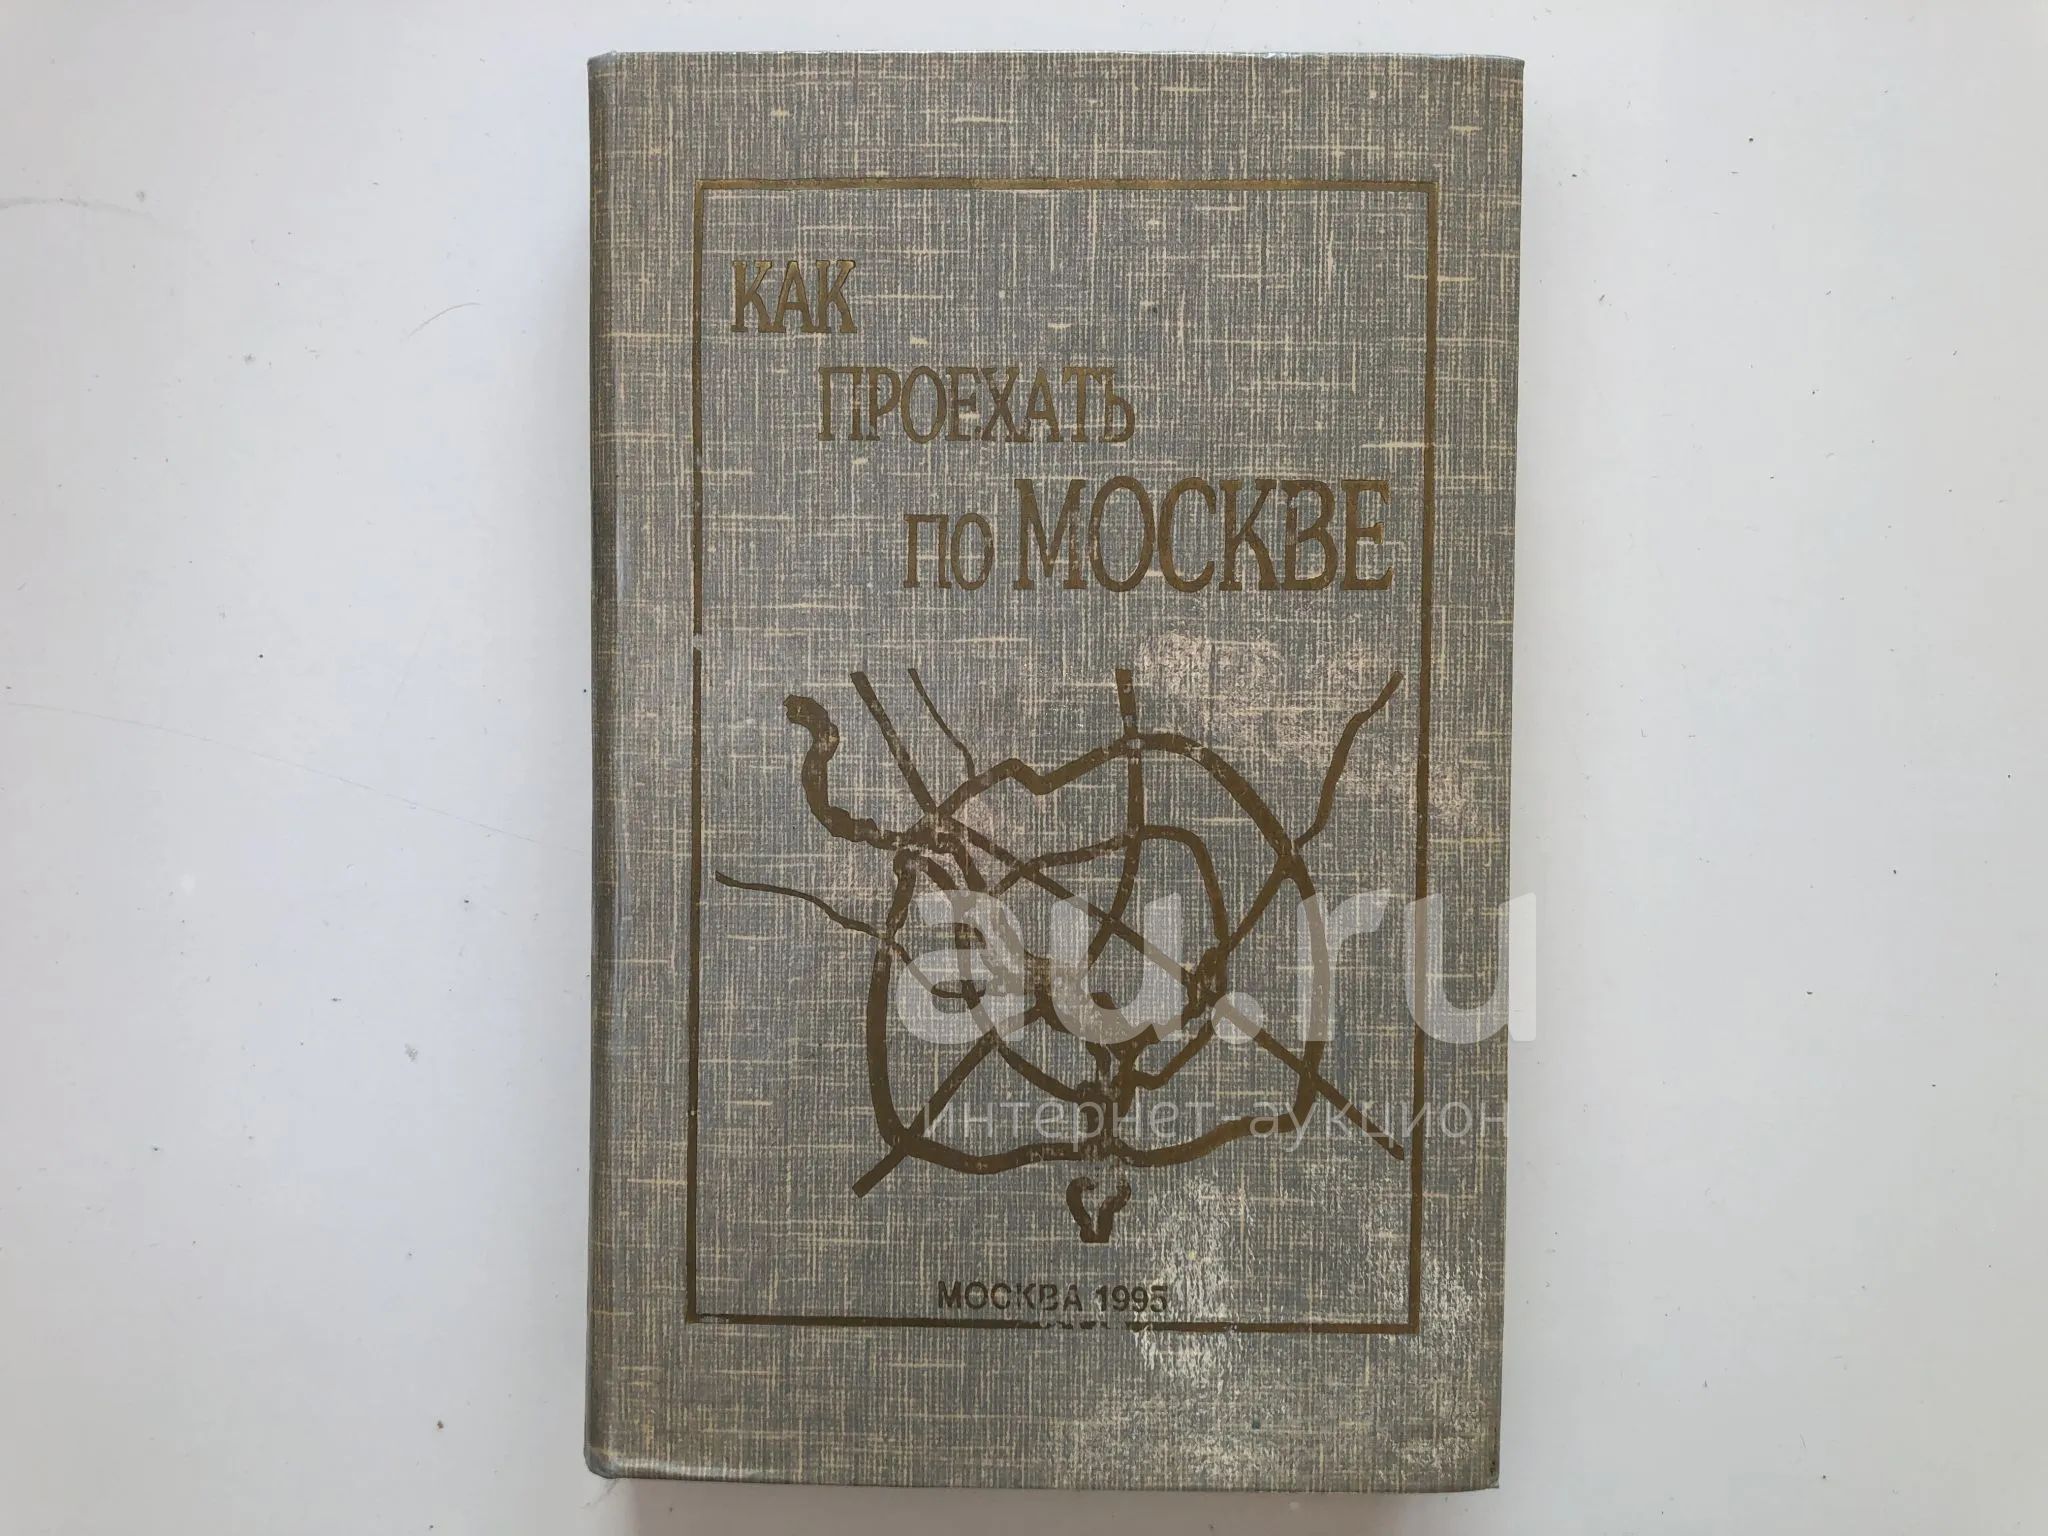 КАК
ПРОЕХАТЬ
ПО МОСКВЕ
au.ru
интернет-аукцион
МОСКВА 1995